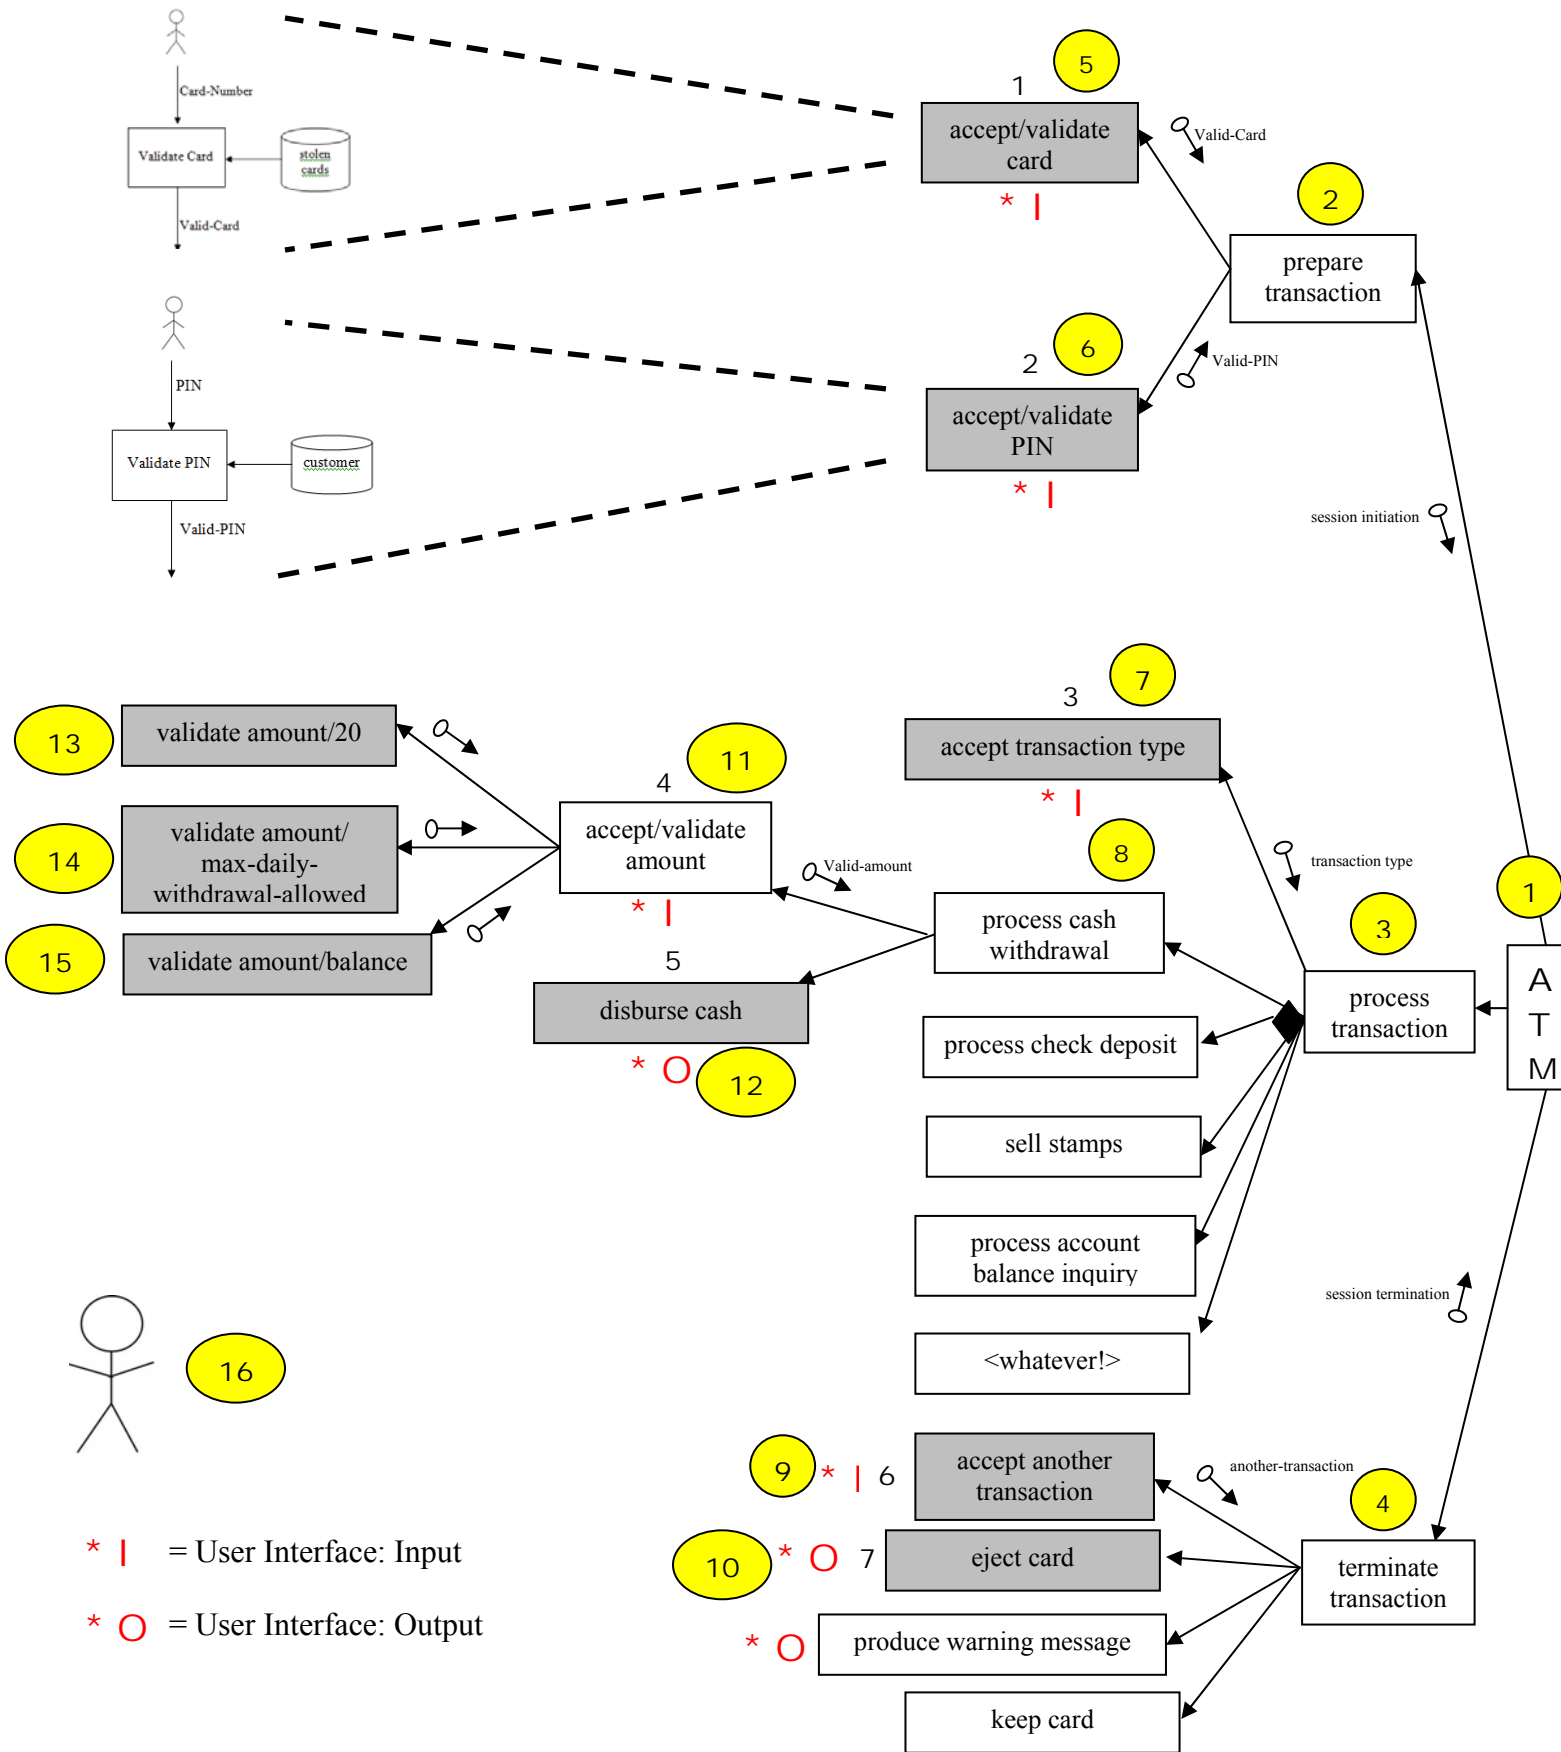 Card-Number
Validate Card
stolen
cards
Valid-Card
1
5
accept/validate
card
* I
Valid-Card
2
prepare
transaction
PIN
Validate PIN
customer
Valid-PIN
2
6
accept/validate
PIN
* I
Valid-PIN
session initiation
13
validate amount/20
14
validate amount/
max-daily-
withdrawal-allowed
15
validate amount/balance
4
11
accept/validate
amount
* I
Valid-amount
5
disburse cash
* O
12
3
7
accept transaction type
* I
8
process cash
withdrawal
transaction type
3
process
transaction
1
A
T
M
process check deposit
sell stamps
process account
balance inquiry
<whatever!>
session termination
16
9
* I 6
accept another
transaction
another-transaction
4
10
* O 7
eject card
terminate
transaction
* O
produce warning message
keep card
* I = User Interface: Input
* O = User Interface: Output